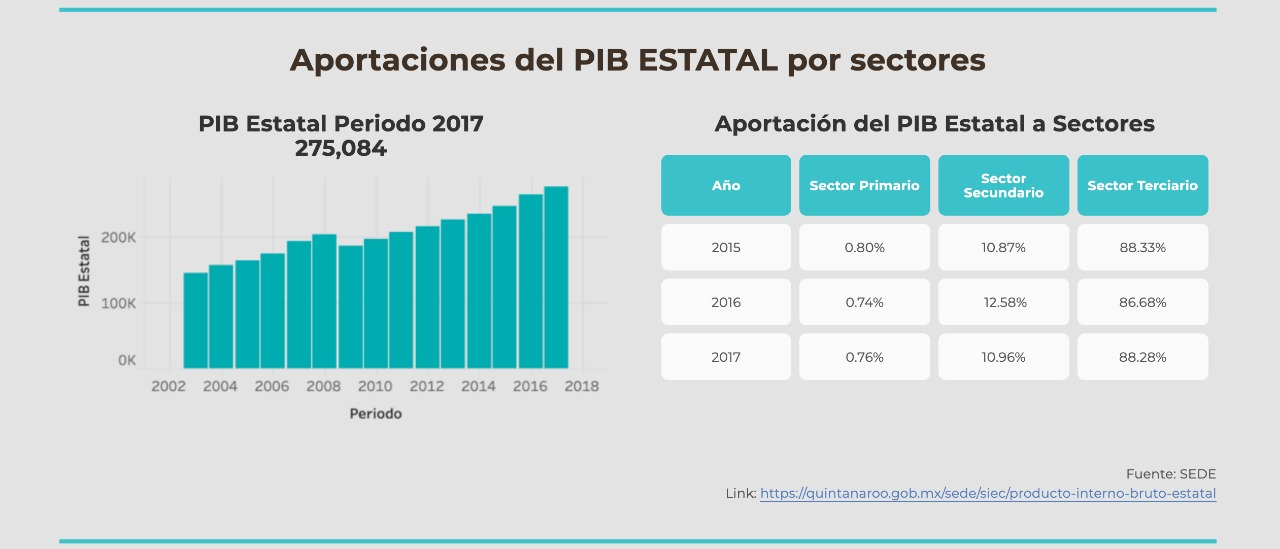 Aportaciones del PIB ESTATAL por sectores
PIB Estatal Periodo 2017
275,084
PIB Estatal
200K
100K
0K
2002 2004 2006 2008 2010 2012 2014 2016 2018
Periodo
Aportación del PIB Estatal a Sectores
Año Sector Primario Sector Secundario Sector Terciario
2015 0.80% 10.87% 88.33%
2016 0.74% 12.58% 86.68%
2017 0.76% 10.96% 88.28%
Fuente: SEDE
Link: https://quintanaroo.gob.mx/sede/siec/producto-interno-bruto-estatal